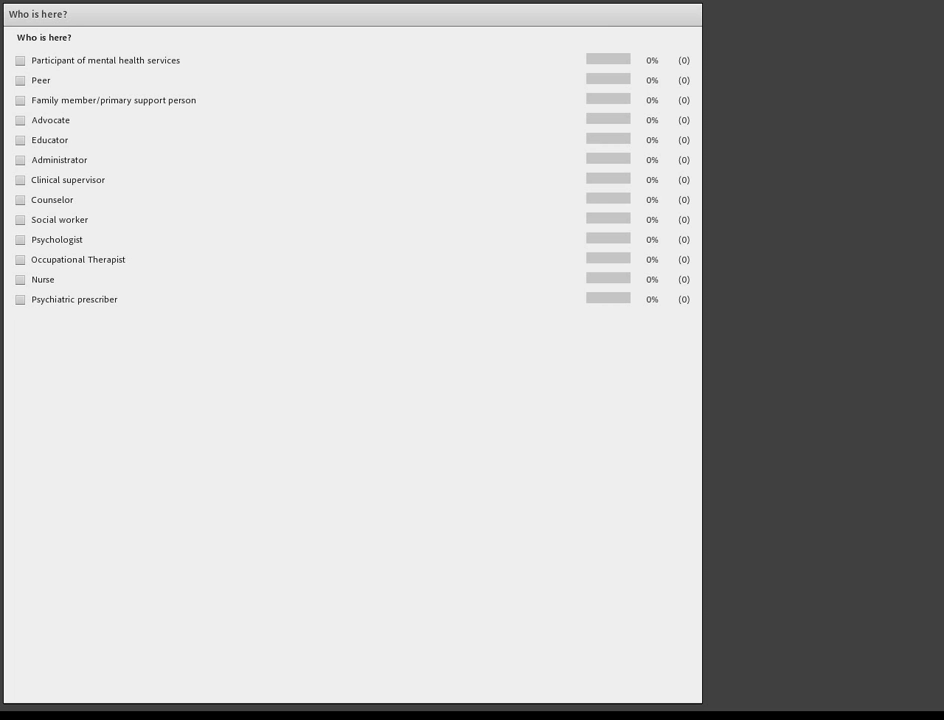 Who is here?
Who is here?
Participant of mental health services 0% (0)
Peer 0% (0)
Family member/primary support person 0% (0)
Advocate 0% (0)
Educator 0% (0)
Administrator 0% (0)
Clinical supervisor 0% (0)
Counselor 0% (0)
Social worker 0% (0)
Psychologist 0% (0)
Occupational Therapist 0% (0)
Nurse 0% (0)
Psychiatric prescriber 0% (0)